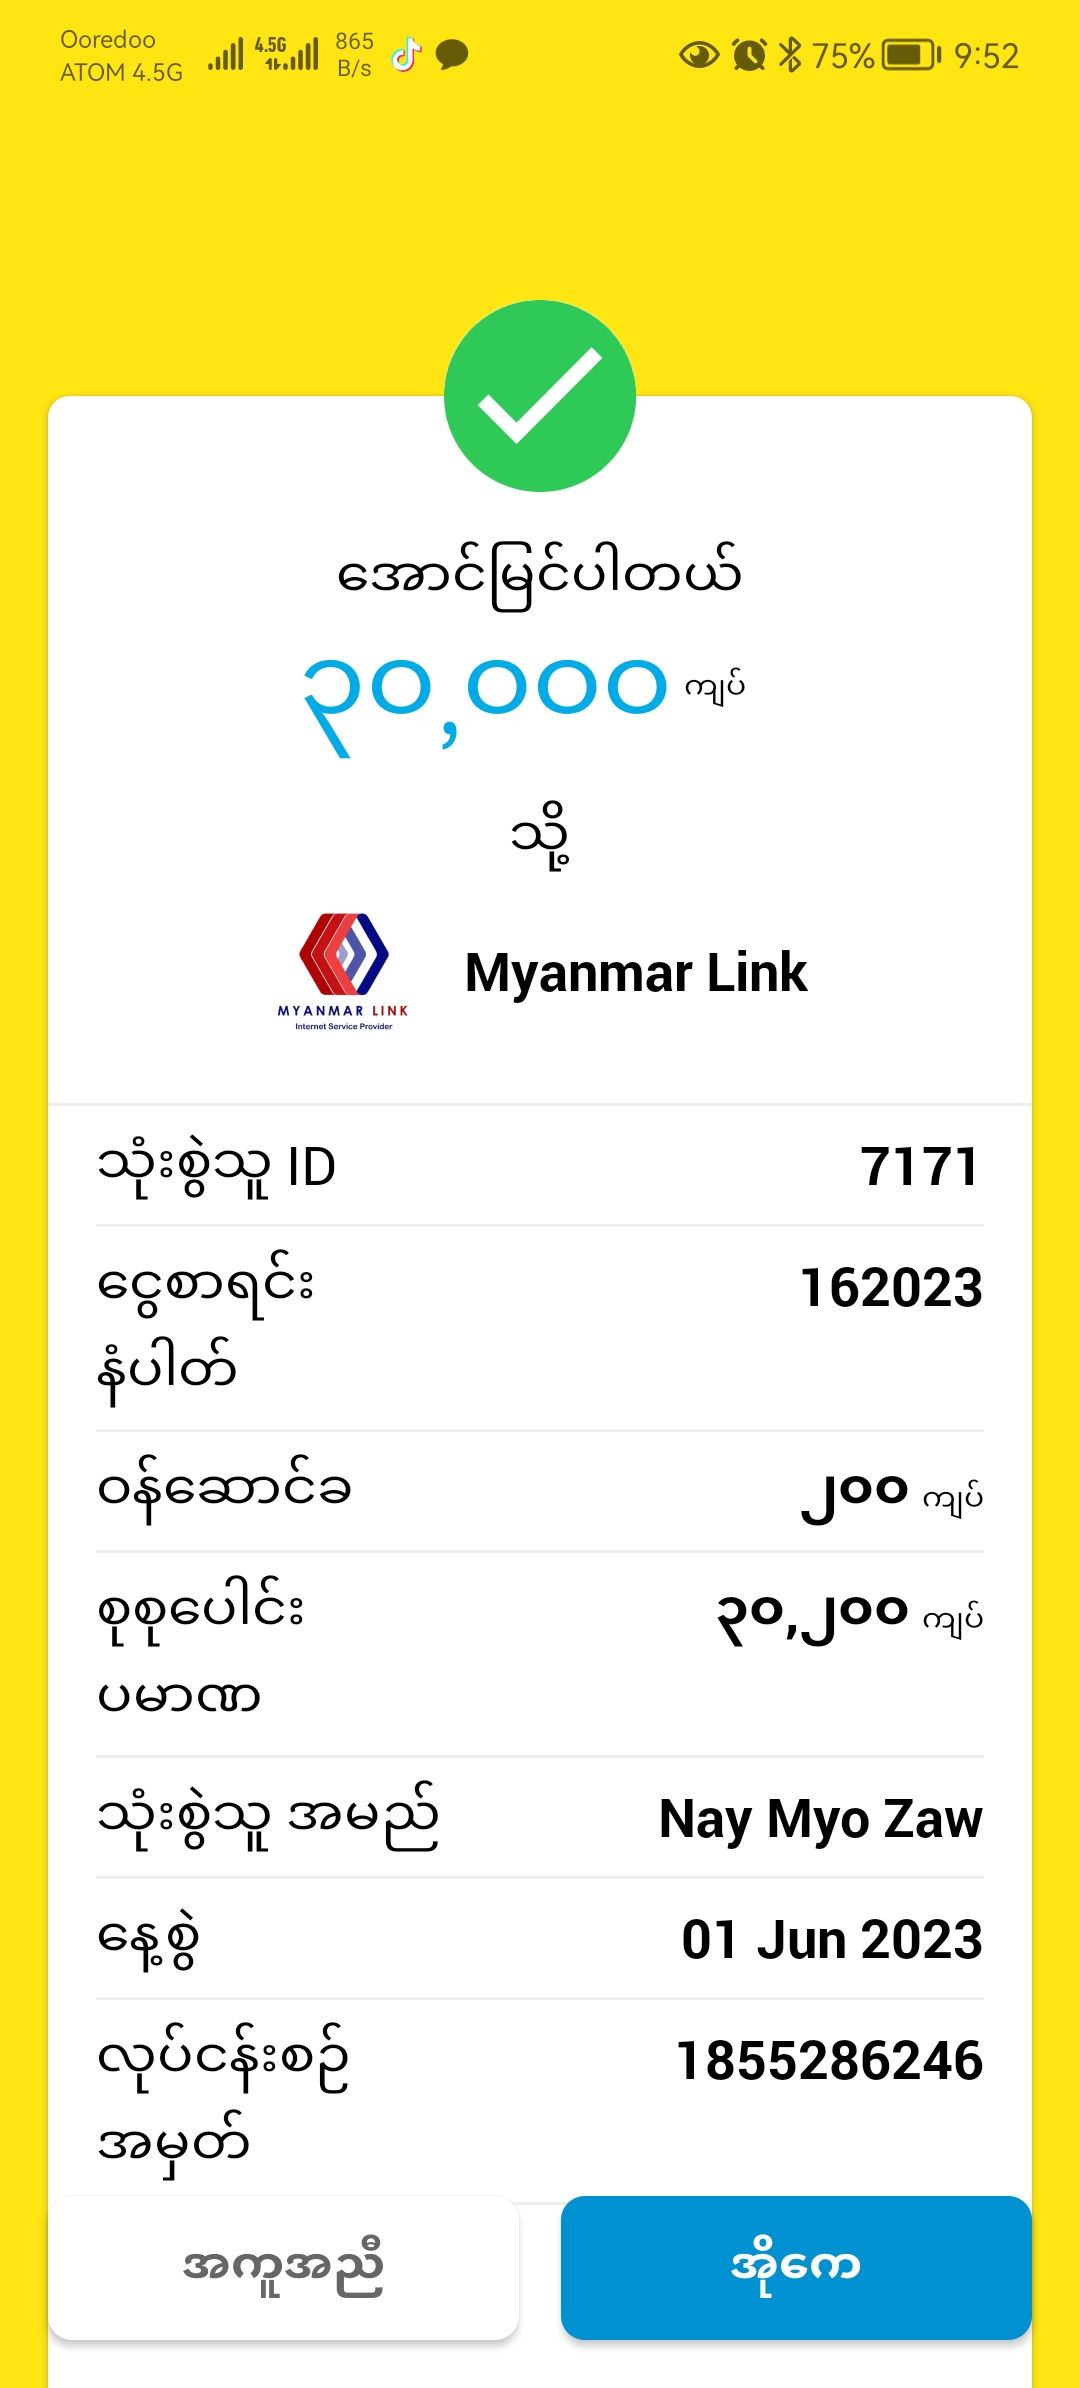 Ooredoo
ATOM 4.5G
4.5G
865
B/s
75%
9:52
အောင်မြင်ပါတယ်
၃၀,၀၀၀ ကျပ်
သို့
MYANMAR LINK
Internet Service Provider
Myanmar Link
သုံးစွဲသူ ID 7171
ငွေစာရင်း 162023
နံပါတ်
ဝန်ဆောင်ခ ၂၀၀ ကျပ်
စုစုပေါင်း ၃၀,၂၀၀ ကျပ်
ပမာဏ
သုံးစွဲသူ အမည် Nay Myo Zaw
နေ့စွဲ 01 Jun 2023
လုပ်ငန်းစဉ် 1855286246
အမှတ်
အကူအညီ
အိုကေ